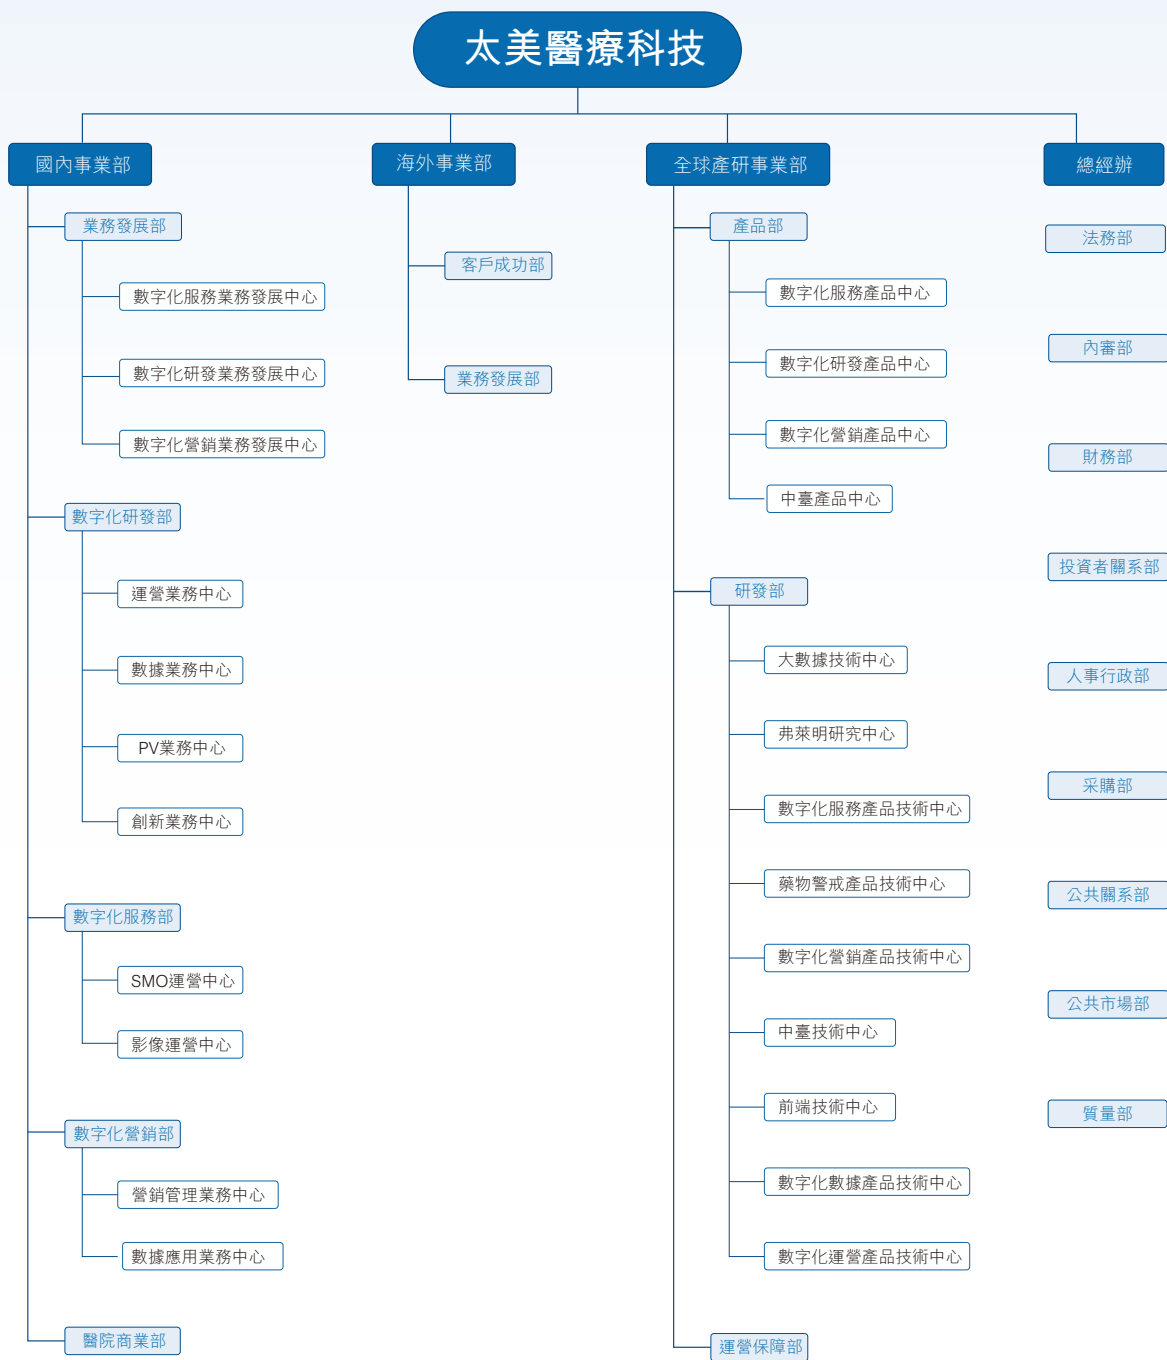 太美醫療科技
國內事業部
業務發展部
數字化服務業務發展中心
數字化研發業務發展中心
數字化營銷業務發展中心
數字化研發部
運營業務中心
數據業務中心
PV業務中心
創新業務中心
數字化服務部
SMO運營中心
影像運營中心
數字化營銷部
營銷管理業務中心
數據應用業務中心
醫院商業部
海外事業部
客戶成功部
業務發展部
全球產研事業部
產品部
數字化服務產品中心
數字化研發產品中心
數字化營銷產品中心
中臺產品中心
研發部
大數據技術中心
弗萊明研究中心
數字化服務產品技術中心
藥物警戒產品技術中心
數字化營銷產品技術中心
中臺技術中心
前端技術中心
數字化數據產品技術中心
數字化運營產品技術中心
運營保障部
總經辦
法務部
內審部
財務部
投資者關系部
人事行政部
采購部
公共關系部
公共市場部
質量部